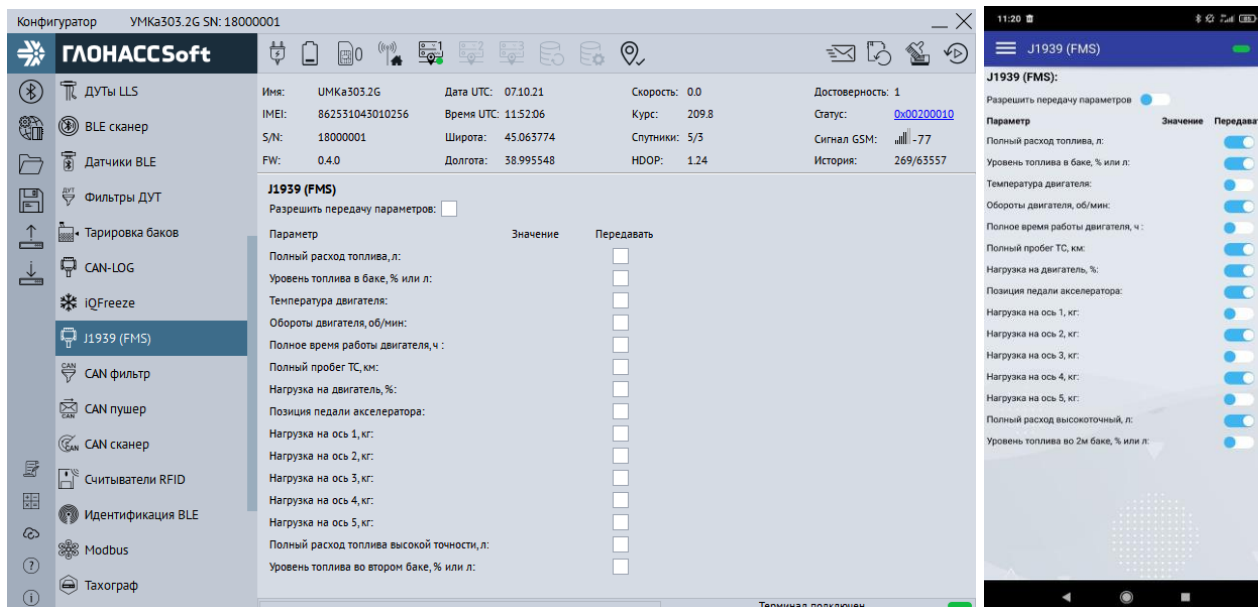 Конфигуратор УМКа303.2G SN: 18000001
ГЛОНАССSoft
0
ДУТы LLS
BLE сканер
Датчики BLE
Фильтры ДУТ
Тарировка баков
CAN-LOG
iQFreeze
J1939 (FMS)
CAN фильтр
CAN пушер
CAN сканер
Считыватели RFID
Идентификация BLE
Modbus
Тахограф
Имя: УМКа303.2G Дата UTC: 07.10.21 Скорость: 0.0 Достоверность: 1
IMEI: 862531043010256 Время UTC: 11:52:06 Курс: 209.8 Статус: 0x00200010
S/N: 18000001 Широта: 45.063774 Спутники: 5/3 Сигнал GSM: -77
FW: 0.4.0 Долгота: 38.995548 HDOP: 1.24 История: 269/63557
J1939 (FMS)
Разрешить передачу параметров:
Параметр Значение Передавать
Полный расход топлива, л:
Уровень топлива в баке, % или л:
Температура двигателя:
Обороты двигателя, об/мин:
Полное время работы двигателя, ч :
Полный пробег ТС, км:
Нагрузка на двигатель, %:
Позиция педали акселератора:
Нагрузка на ось 1, кг:
Нагрузка на ось 2, кг:
Нагрузка на ось 3, кг:
Нагрузка на ось 4, кг:
Нагрузка на ось 5, кг:
Полный расход топлива высокой точности, л:
Уровень топлива во втором баке, % или л:
Терминал подключен
11:20
J1939 (FMS)
J1939 (FMS):
Разрешить передачу параметров
Параметр Значение Передават
Полный расход топлива, л:
Уровень топлива в баке, % или л:
Температура двигателя:
Обороты двигателя, об/мин:
Полное время работы двигателя, ч :
Полный пробег ТС, км:
Нагрузка на двигатель, %:
Позиция педали акселератора:
Нагрузка на ось 1, кг:
Нагрузка на ось 2, кг:
Нагрузка на ось 3, кг:
Нагрузка на ось 4, кг:
Нагрузка на ось 5, кг:
Полный расход высокоточный, л:
Уровень топлива во 2м баке, % или л: